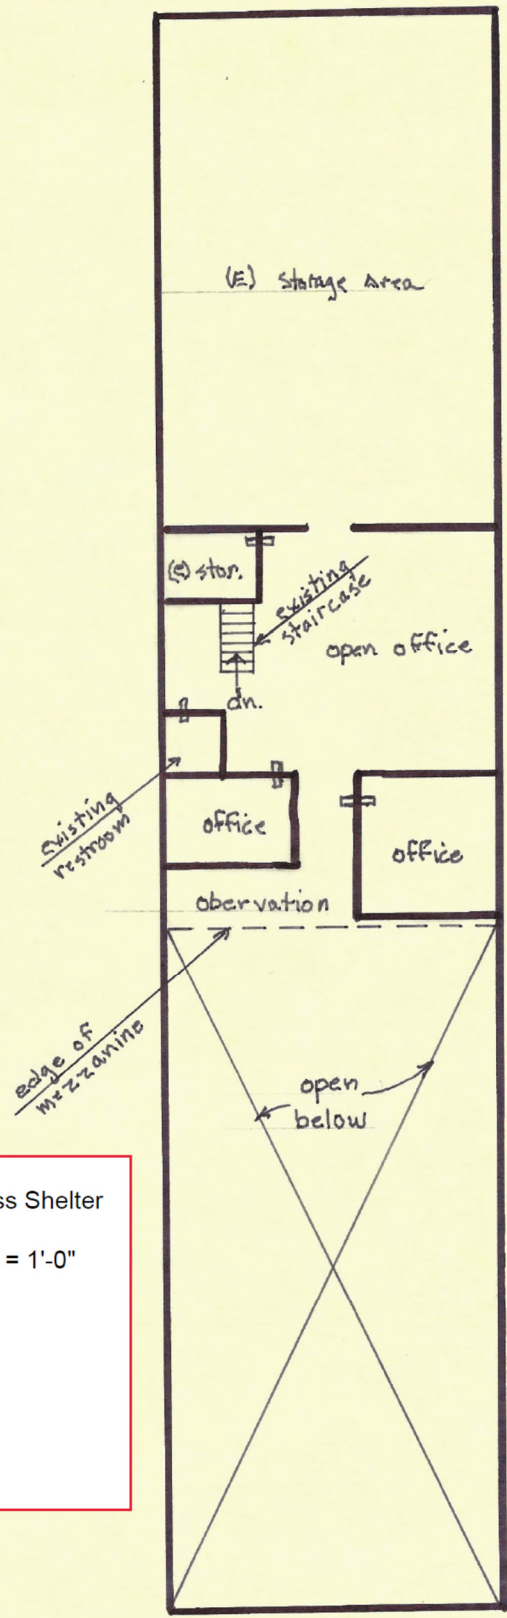 (E) storage area
(E) stor.
existing
staircase
open office
dn.
existing
restroom
office
office
obervation
edge of
mezzanine
open
below
ss Shelter
= 1'-0"